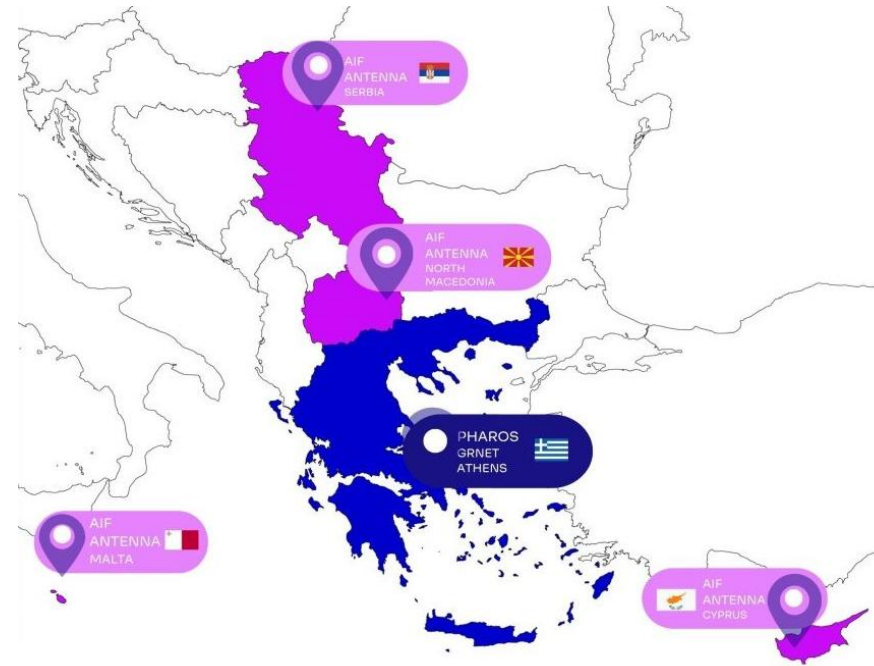 AIF
ANTENNA
SERBIA
AIF
ANTENNA
NORTH
MACEDONIA
PHAROS
GRNET
ATHENS
AIF
ANTENNA
MALTA
AIF
ANTENNA
CYPRUS